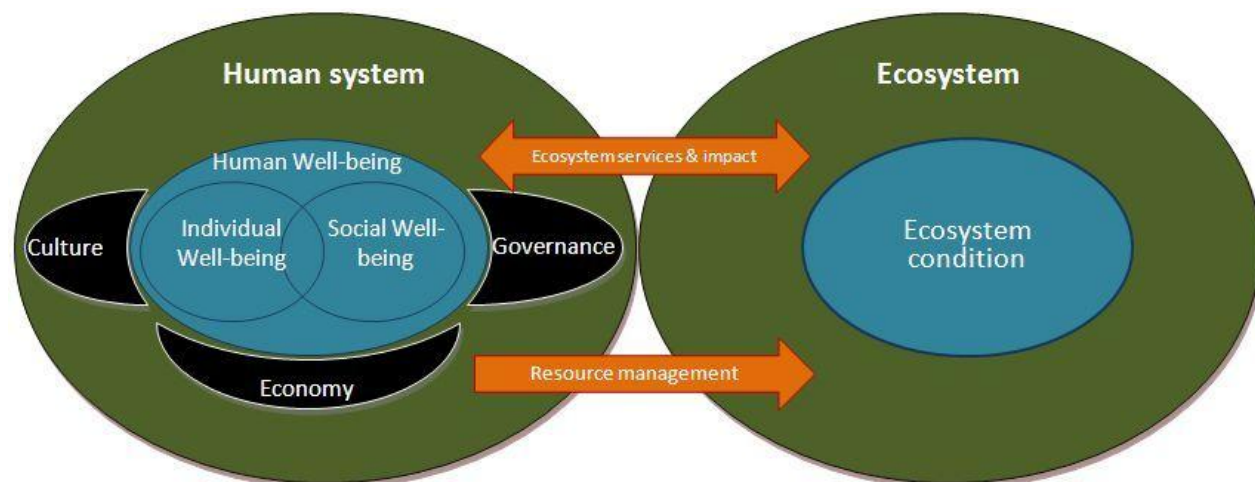 Human system
Ecosystem
Ecosystem services & impact
Human Well-being
Individual
Well-being
Social Well-
being
Culture
Governance
Ecosystem
condition
Resource management
Economy